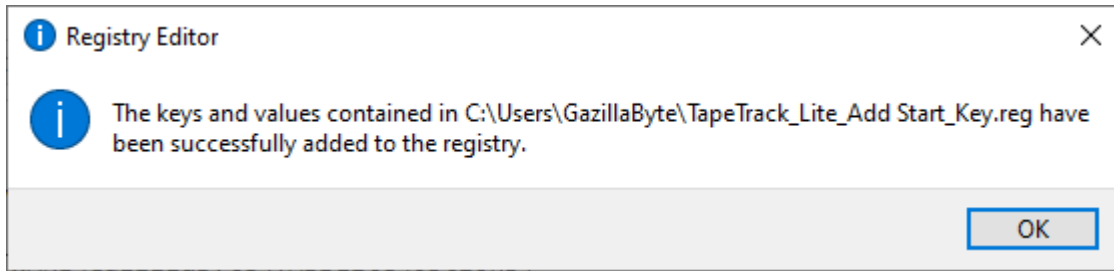 Registry Editor
The keys and values contained in C:\Users\GazillaByte\TapeTrack_Lite_Add Start_Key.reg have
been successfully added to the registry.
OK